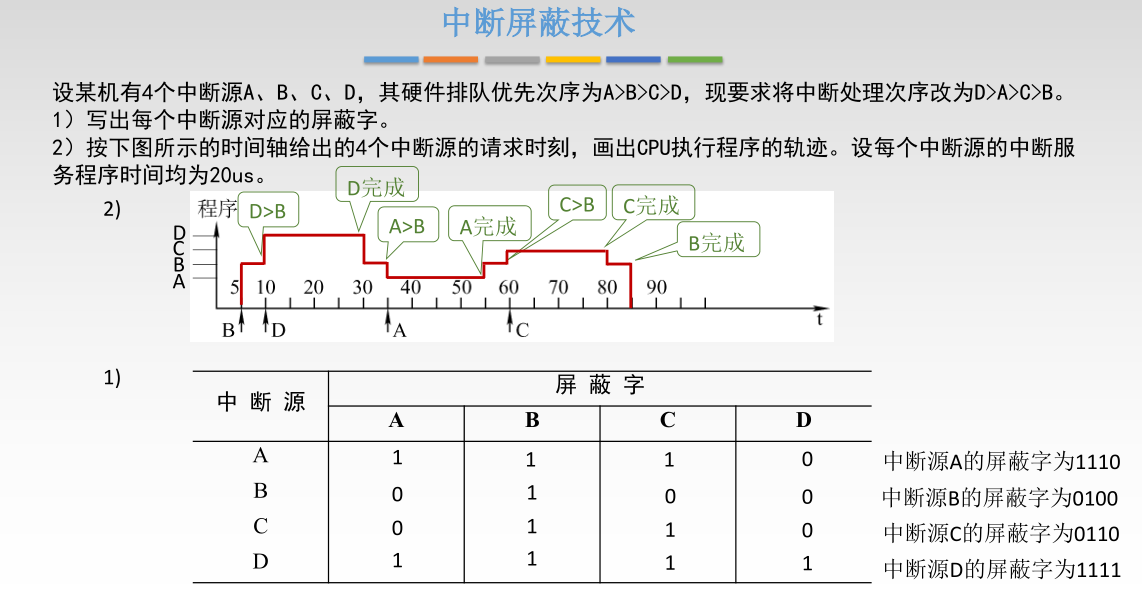 中断屏蔽技术
设某机有4个中断源A、B、C、D，其硬件排队优先次序为A>B>C>D，现要求将中断处理次序改为D>A>C>B。
1）写出每个中断源对应的屏蔽字。
2）按下图所示的时间轴给出的4个中断源的请求时刻，画出CPU执行程序的轨迹。设每个中断源的中断服
务程序时间均为20us。
2)
程序
D>B
D完成
A>B
A完成
C>B
C完成
B完成
D
C
B
A
5 10 20 30 40 50 60 70 80 90
t
B D A C
1)
中 断 源 屏 蔽 字
A B C D
A 1 1 1 0 中断源A的屏蔽字为1110
B 0 1 0 0 中断源B的屏蔽字为0100
C 0 1 1 0 中断源C的屏蔽字为0110
D 1 1 1 1 中断源D的屏蔽字为1111